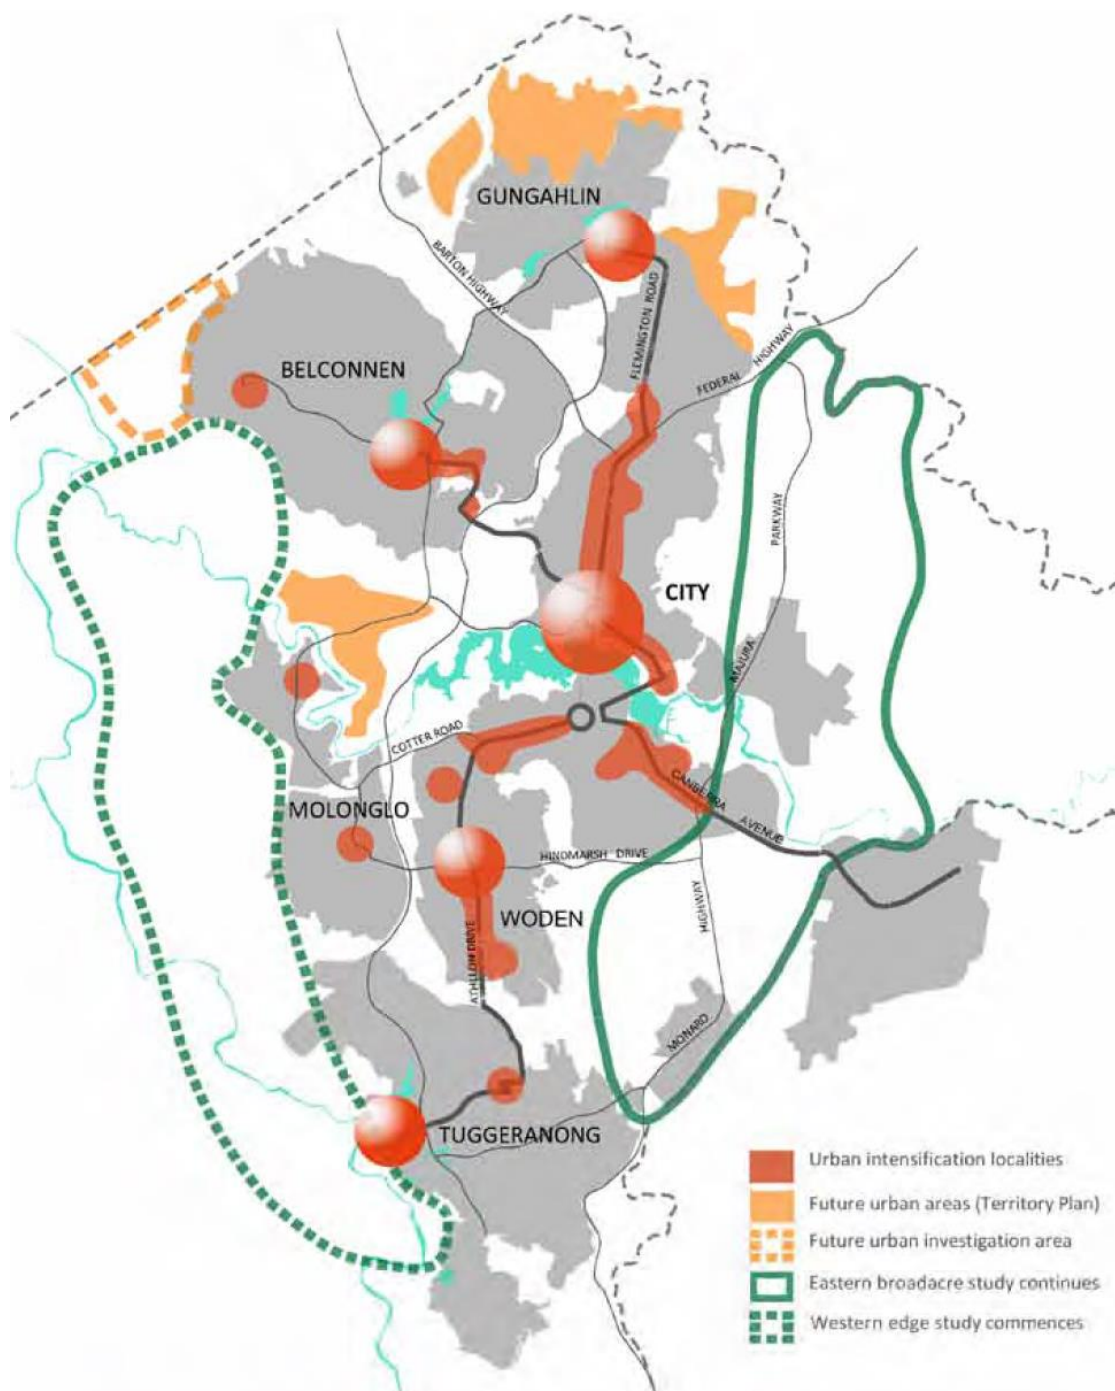 GUNGAHLIN
BARTON HIGHWAY
FLEMINGTON ROAD
FEDERAL HIGHWAY
BELCONNEN
PARKWAY
CITY
MAJURA
COTTER ROAD
CANBERRA AVENUE
MOLONGLO
HINDMARSH DRIVE
WODEN
HIGHWAY
ATHLLON DRIVE
MONARO
TUGGERANONG
Urban intensification localities
Future urban areas (Territory Plan)
Future urban investigation area
Eastern broadacre study continues
Western edge study commences